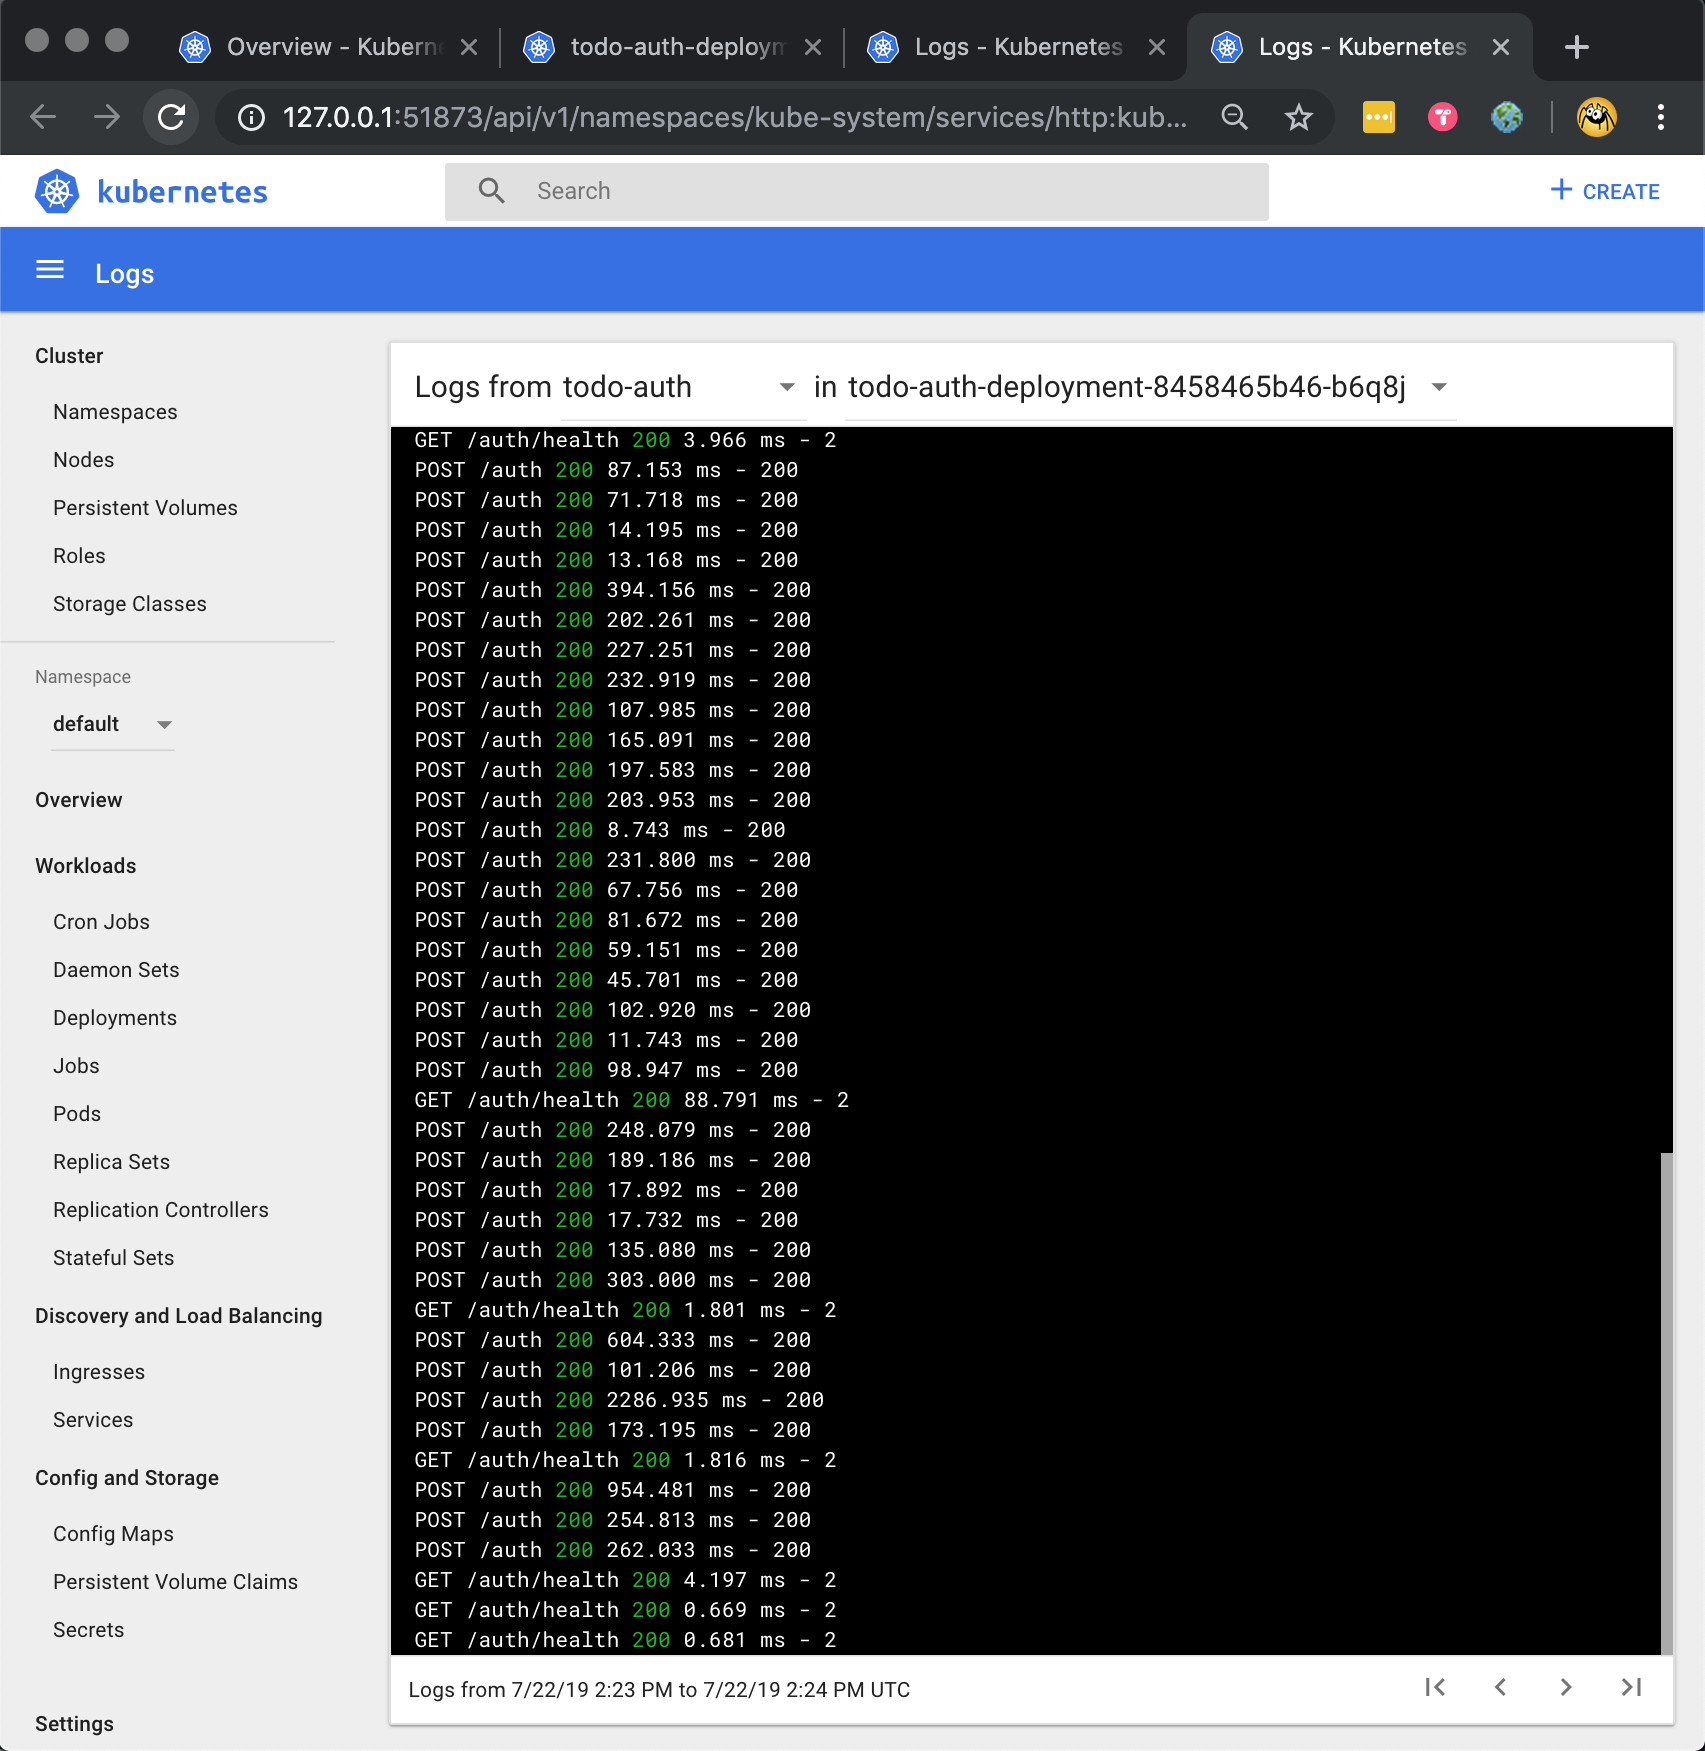 Overview - Kuberne
todo-auth-deploym
Logs - Kubernetes
Logs - Kubernetes
127.0.0.1:51873/api/v1/namespaces/kube-system/services/http:kub...
kubernetes
Search
CREATE
Logs
Cluster
Namespaces
Nodes
Persistent Volumes
Roles
Storage Classes
Namespace
default
Overview
Workloads
Cron Jobs
Daemon Sets
Deployments
Jobs
Pods
Replica Sets
Replication Controllers
Stateful Sets
Discovery and Load Balancing
Ingresses
Services
Config and Storage
Config Maps
Persistent Volume Claims
Secrets
Settings
Logs from todo-auth in todo-auth-deployment-8458465b46-b6q8j
GET /auth/health 200 3.966 ms - 2
POST /auth 200 87.153 ms - 200
POST /auth 200 71.718 ms - 200
POST /auth 200 14.195 ms - 200
POST /auth 200 13.168 ms - 200
POST /auth 200 394.156 ms - 200
POST /auth 200 202.261 ms - 200
POST /auth 200 227.251 ms - 200
POST /auth 200 232.919 ms - 200
POST /auth 200 107.985 ms - 200
POST /auth 200 165.091 ms - 200
POST /auth 200 197.583 ms - 200
POST /auth 200 203.953 ms - 200
POST /auth 200 8.743 ms - 200
POST /auth 200 231.800 ms - 200
POST /auth 200 67.756 ms - 200
POST /auth 200 81.672 ms - 200
POST /auth 200 59.151 ms - 200
POST /auth 200 45.701 ms - 200
POST /auth 200 102.920 ms - 200
POST /auth 200 11.743 ms - 200
POST /auth 200 98.947 ms - 200
GET /auth/health 200 88.791 ms - 2
POST /auth 200 248.079 ms - 200
POST /auth 200 189.186 ms - 200
POST /auth 200 17.892 ms - 200
POST /auth 200 17.732 ms - 200
POST /auth 200 135.080 ms - 200
POST /auth 200 303.000 ms - 200
GET /auth/health 200 1.801 ms - 2
POST /auth 200 604.333 ms - 200
POST /auth 200 101.206 ms - 200
POST /auth 200 2286.935 ms - 200
POST /auth 200 173.195 ms - 200
GET /auth/health 200 1.816 ms - 2
POST /auth 200 954.481 ms - 200
POST /auth 200 254.813 ms - 200
POST /auth 200 262.033 ms - 200
GET /auth/health 200 4.197 ms - 2
GET /auth/health 200 0.669 ms - 2
GET /auth/health 200 0.681 ms - 2
Logs from 7/22/19 2:23 PM to 7/22/19 2:24 PM UTC